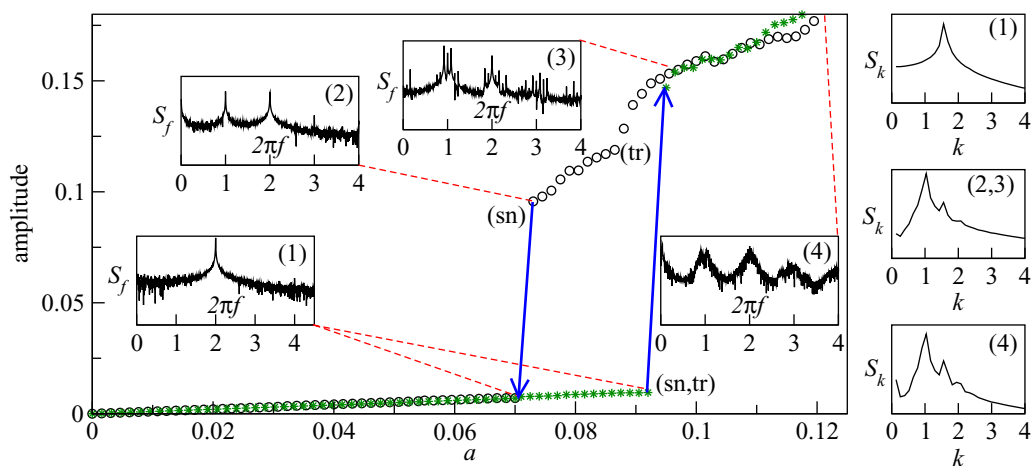 0.15
0.1
0.05
0
amplitude
0 0.02 0.04 0.06 0.08 0.1 0.12
a
(sn)
(tr)
(sn,tr)
(2)
S_f
2πf
0 1 2 3 4
(3)
S_f
2πf
0 1 2 3 4
(1)
S_f
2πf
0 1 2 3 4
(4)
S_f
2πf
0 1 2 3 4
(1)
S_k
0 1 2 3 4
k
(2,3)
S_k
0 1 2 3 4
k
(4)
S_k
0 1 2 3 4
k